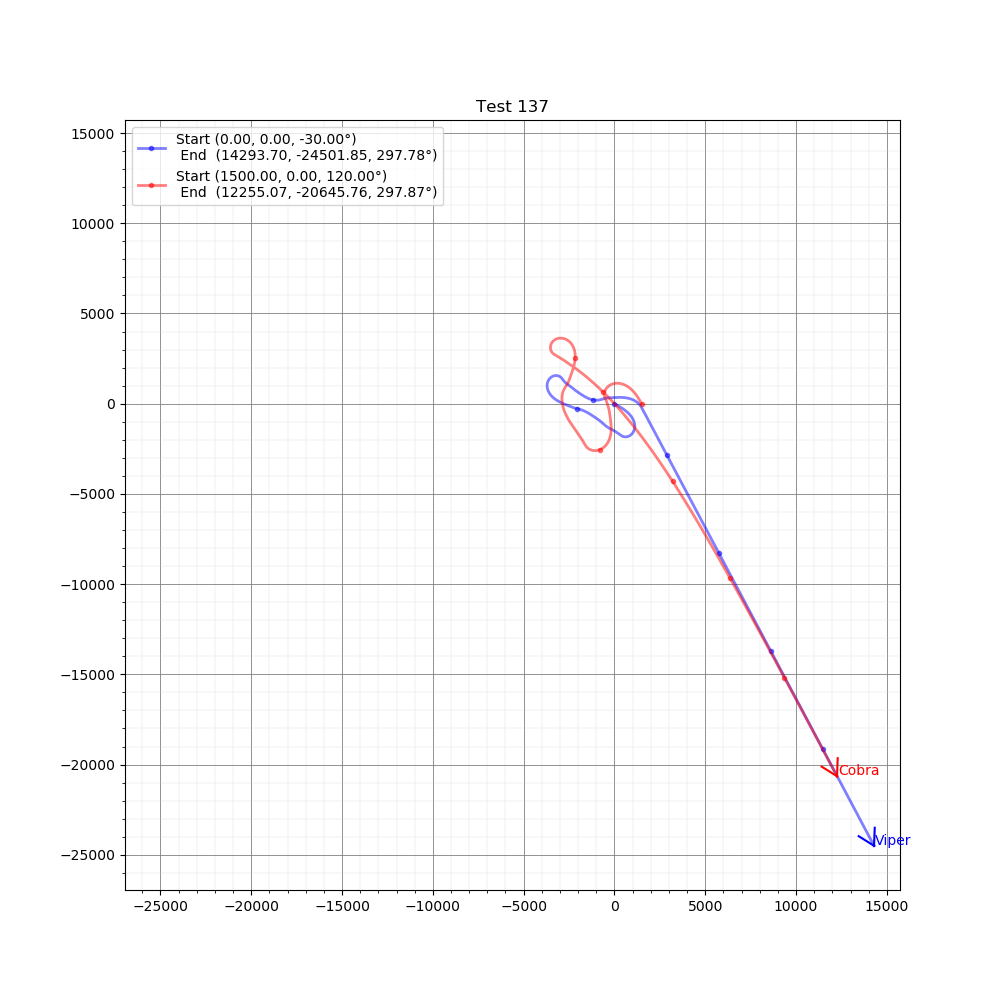 Test 137
Start (0.00, 0.00, -30.00°)
End (14293.70, -24501.85, 297.78°)
Start (1500.00, 0.00, 120.00°)
End (12255.07, -20645.76, 297.87°)
15000
10000
5000
0
−5000
−10000
−15000
−20000
−25000
Cobra
Viper
−25000 −20000 −15000 −10000 −5000 0 5000 10000 15000